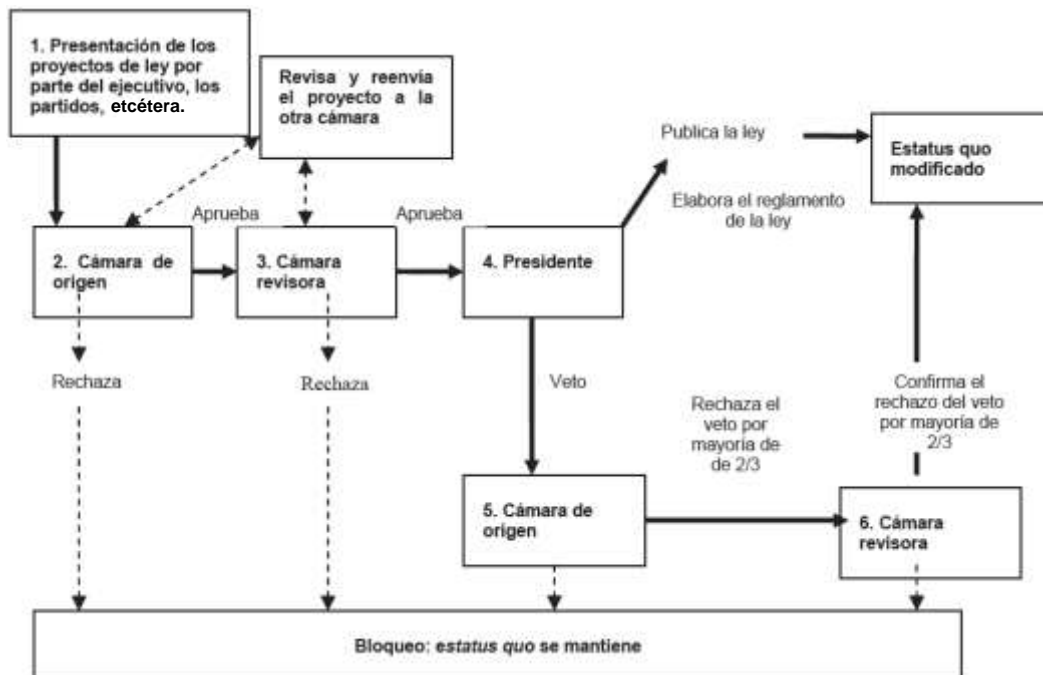 1. Presentación de los
proyectos de ley por
parte del ejecutivo, los
partidos, etcétera.
Revisa y reenvía
el proyecto a la
otra cámara
Publica la ley
Estatus quo
modificado
Elabora el reglamento
de la ley
Aprueba
Aprueba
2. Cámara de
origen
3. Cámara
revisora
4. Presidente
Rechaza
Rechaza
Veto
Rechaza el
veto por
mayoría de
de 2/3
Confirma el
rechazo del veto
por mayoría de
2/3
5. Cámara de
origen
6. Cámara
revisora
Bloqueo: estatus quo se mantiene